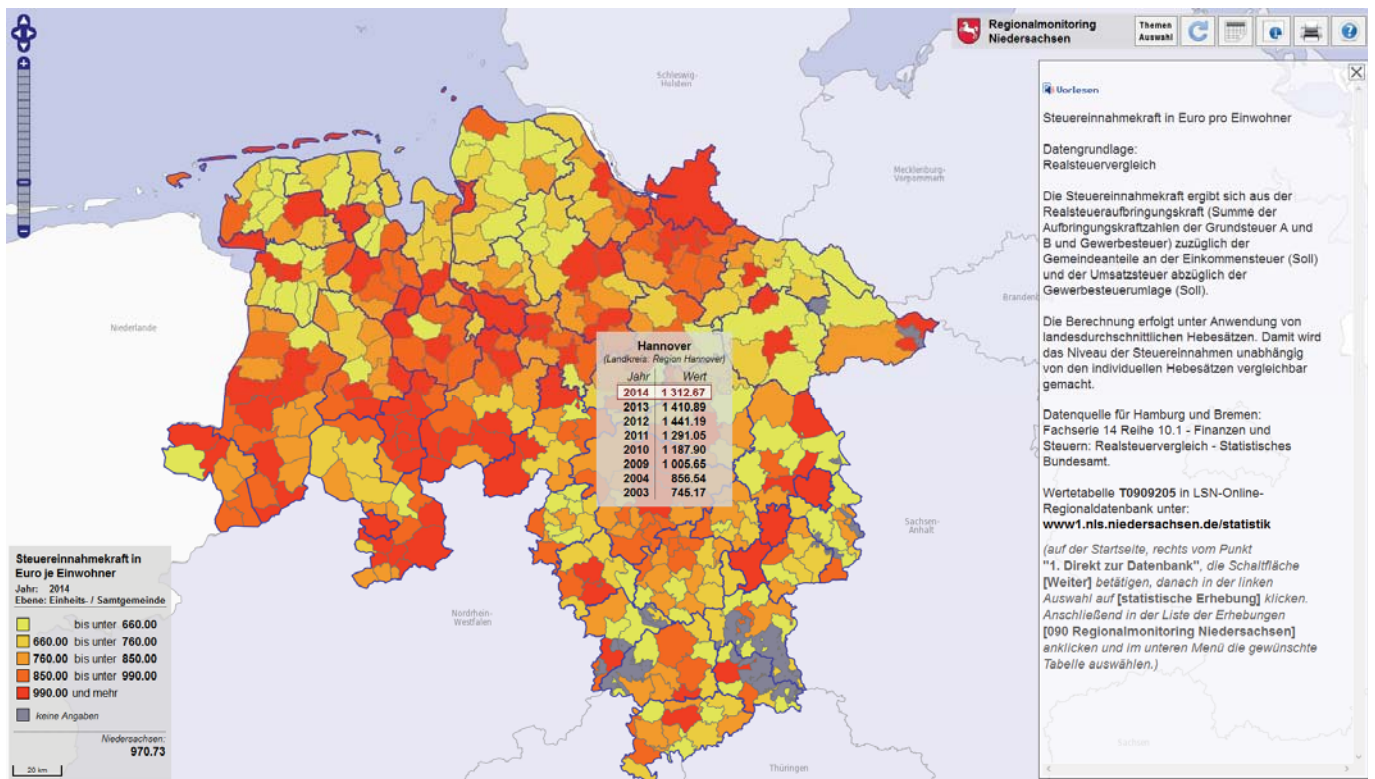 Regionalmonitoring
Niedersachsen
Themen
Auswahl
Schleswig-
Holstein
Mecklenburg-
Vorpommern
Niederlande
Sachsen-
Anhalt
Nordrhein-
Westfalen
Thüringen
Sachsen
Hannover
(Landkreis: Region Hannover)
Jahr Wert
2014 1 312.67
2013 1 410.89
2012 1 441.19
2011 1 291.05
2010 1 187.90
2009 1 005.65
2004 856.54
2003 745.17
Steuereinnahmekraft in
Euro je Einwohner
Jahr: 2014
Ebene: Einheits- / Samtgemeinde
bis unter 660.00
660.00 bis unter 760.00
760.00 bis unter 850.00
850.00 bis unter 990.00
990.00 und mehr
keine Angaben
Niedersachsen:
970.73
20 km
Vorlesen
Steuereinnahmekraft in Euro pro Einwohner
Datengrundlage:
Realsteuervergleich
Die Steuereinnahmekraft ergibt sich aus der
Realsteueraufbringungskraft (Summe der
Aufbringungskraftzahlen der Grundsteuer A und
B und Gewerbesteuer) zuzüglich der
Gemeindeanteile an der Einkommensteuer (Soll)
und der Umsatzsteuer abzüglich der
Gewerbesteuerumlage (Soll).
Die Berechnung erfolgt unter Anwendung von
landesdurchschnittlichen Hebesätzen. Damit wird
das Niveau der Steuereinnahmen unabhängig
von den individuellen Hebesätzen vergleichbar
gemacht.
Datenquelle für Hamburg und Bremen:
Fachserie 14 Reihe 10.1 - Finanzen und
Steuern: Realsteuervergleich - Statistisches
Bundesamt.
Wertetabelle T0909205 in LSN-Online-
Regionaldatenbank unter:
www1.nls.niedersachsen.de/statistik
(auf der Startseite, rechts vom Punkt
"1. Direkt zur Datenbank", die Schaltfläche
[Weiter] betätigen, danach in der linken
Auswahl auf [statistische Erhebung] klicken.
Anschließend in der Liste der Erhebungen
[090 Regionalmonitoring Niedersachsen]
anklicken und im unteren Menü die gewünschte
Tabelle auswählen.)